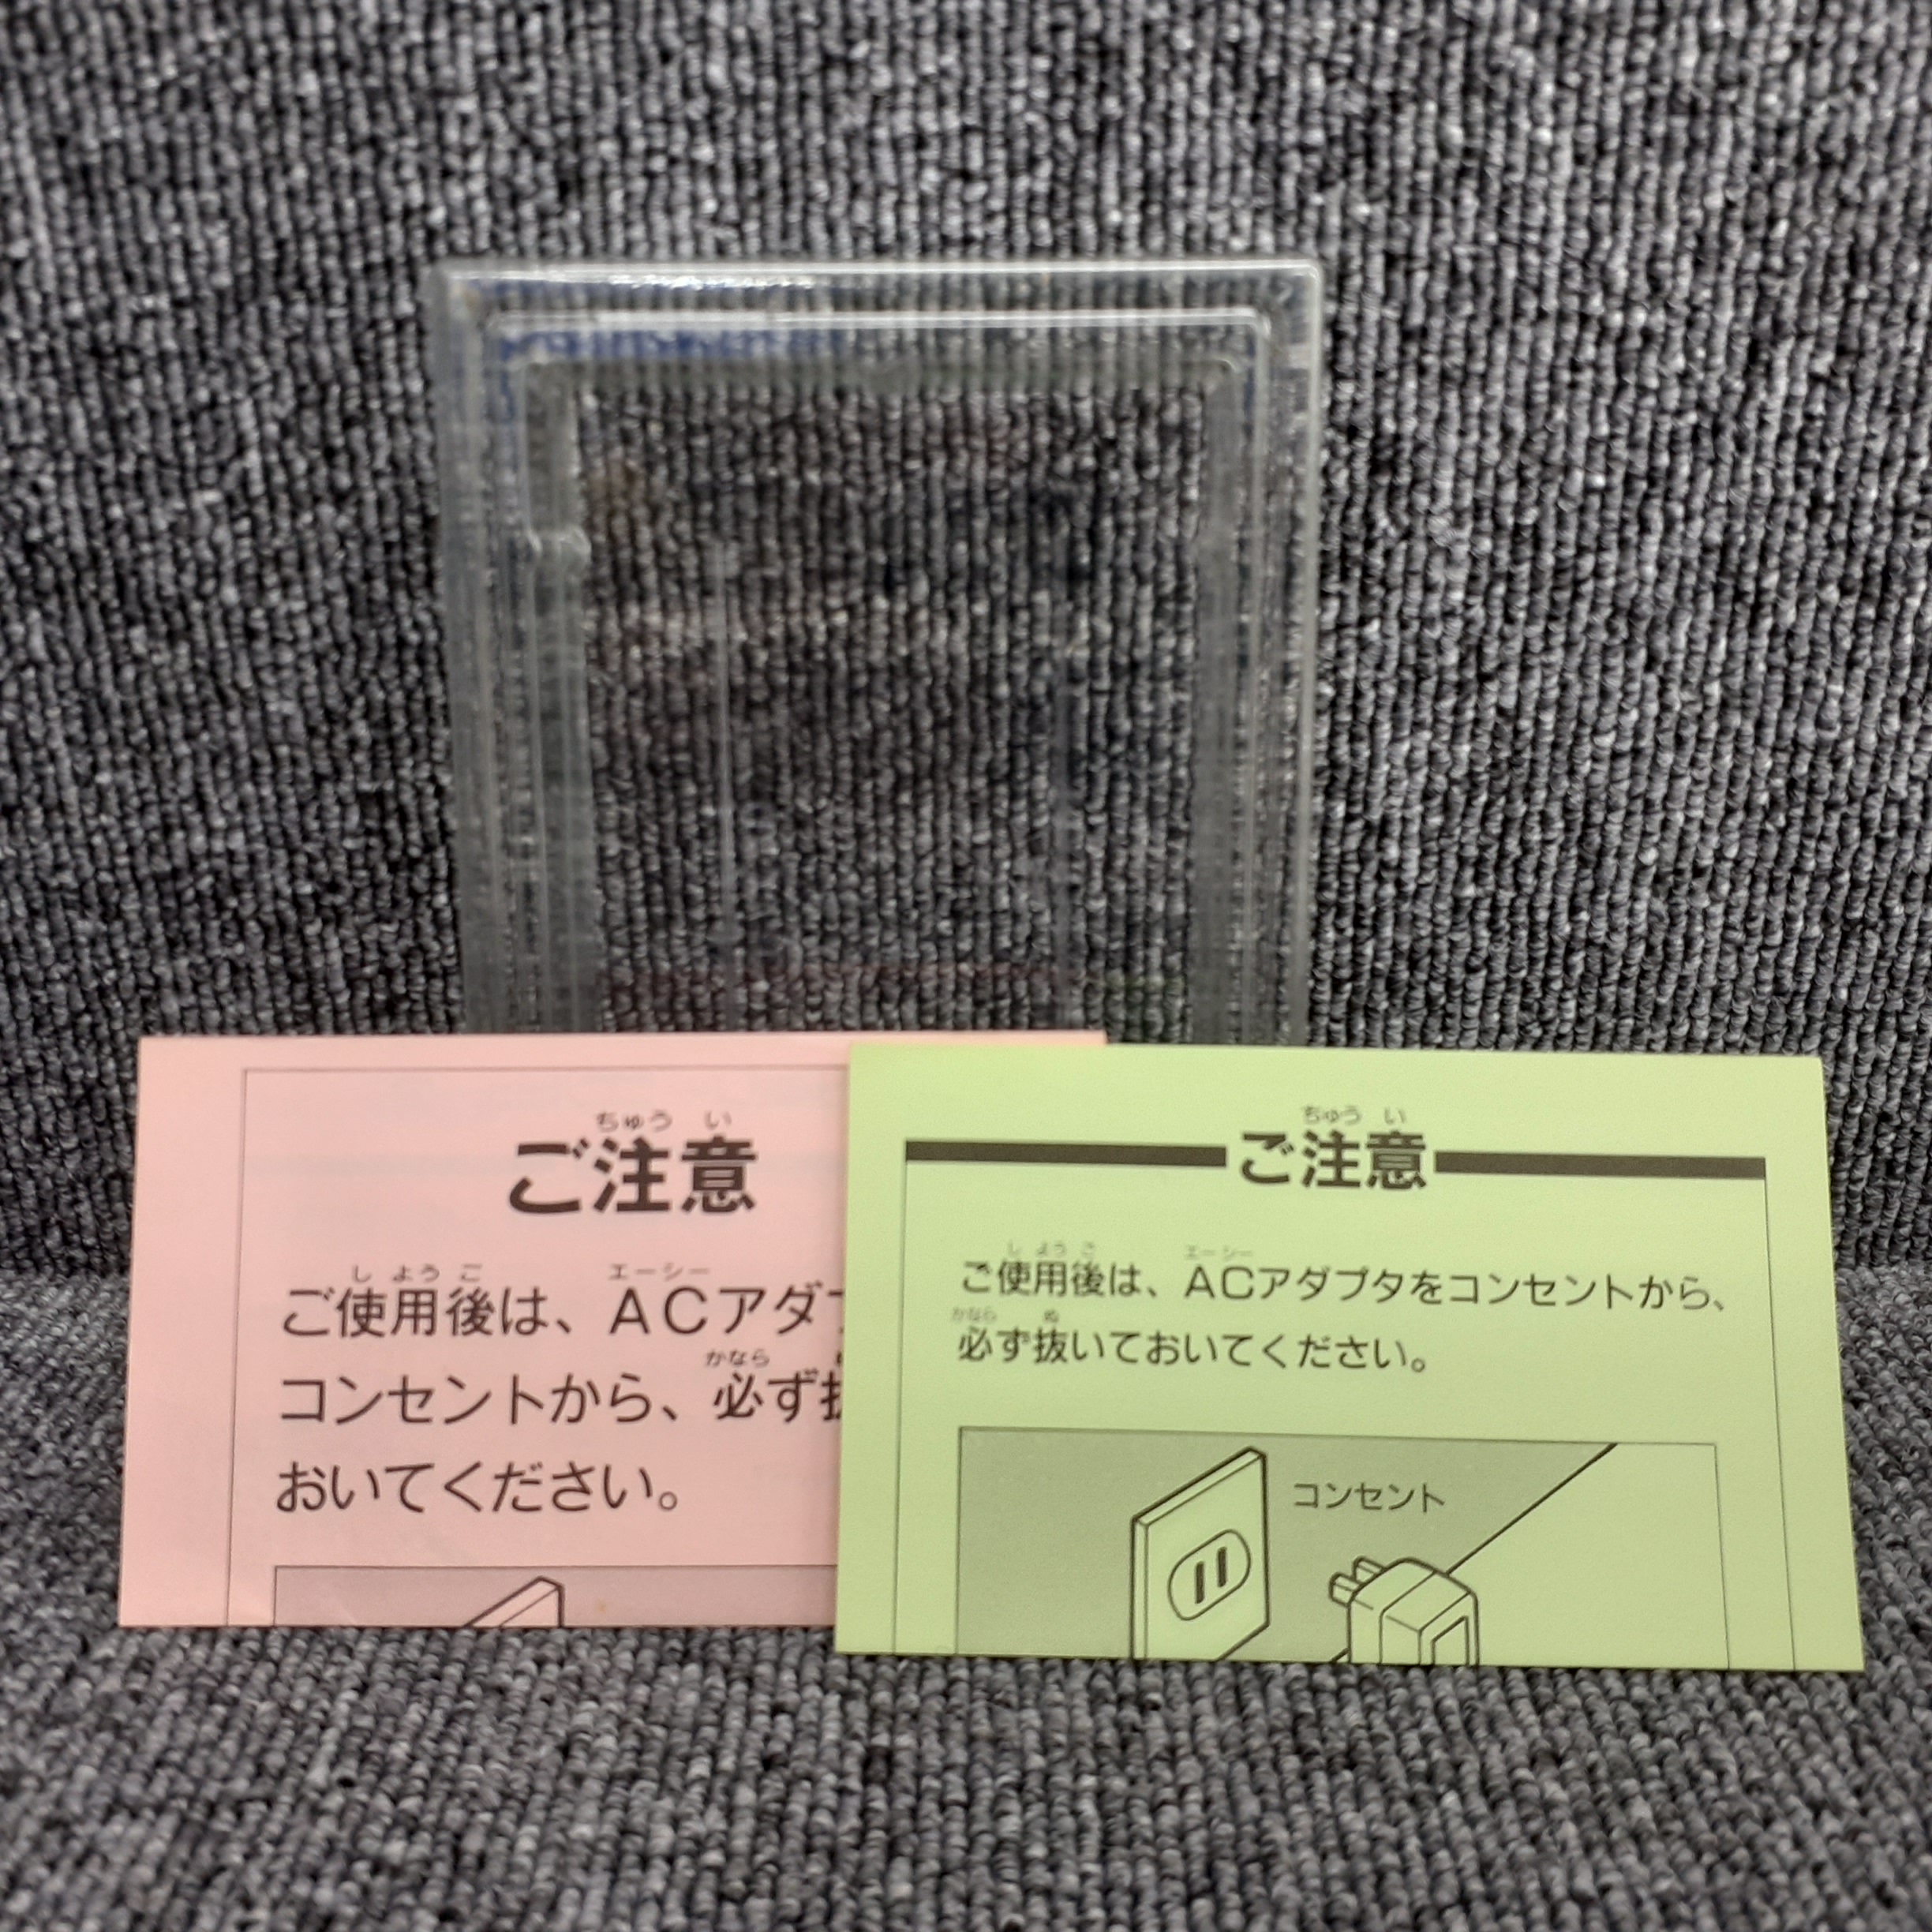 ちゅう い
ご注意
し よう ご エーシー
ご使用後は、ACアダ
かなら
コンセントから、必ず
おいてください。
ちゅう い
ご注意
し よう ご エーシー
ご使用後は、ACアダプタをコンセントから、
かなら ぬ
必ず抜いておいてください。
コンセント